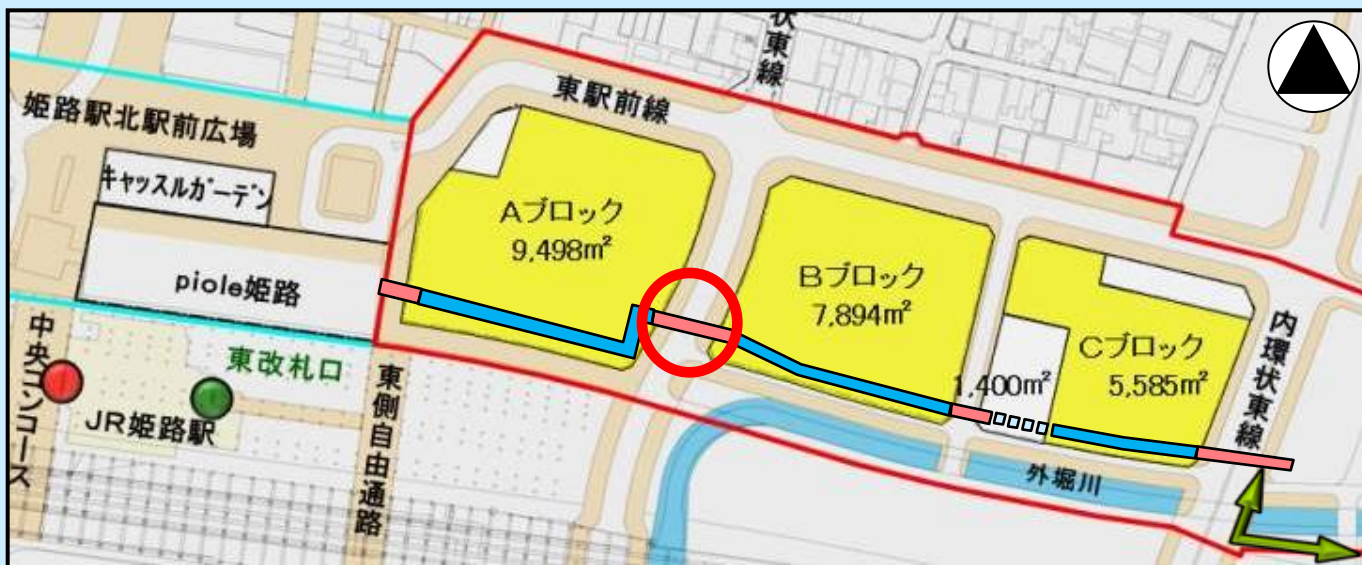 状東線
東駅前線
姫路駅北駅前広場
キャッスルガーデン
piole姫路
Aブロック
9,498㎡
Bブロック
7,894㎡
Cブロック
5,585㎡
1,400㎡
内環状東線
中央コンコース
東改札口
JR姫路駅
東側自由通路
外堀川